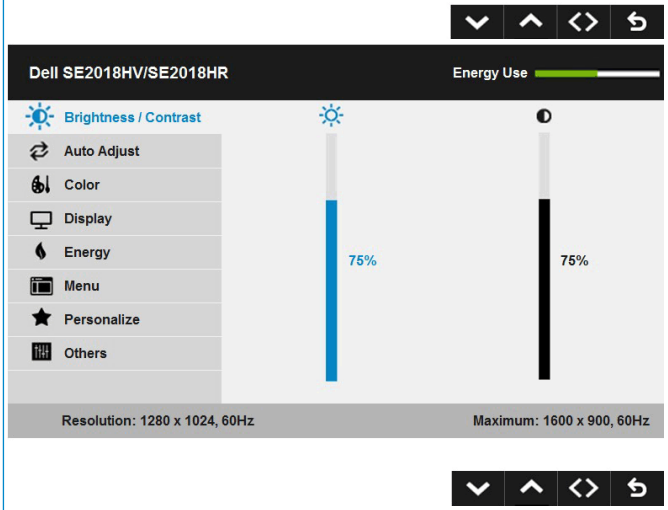 Dell SE2018HV/SE2018HR Energy Use
Brightness / Contrast
Auto Adjust
Color
Display
Energy 75% 75%
Menu
Personalize
Others
Resolution: 1280 x 1024, 60Hz Maximum: 1600 x 900, 60Hz